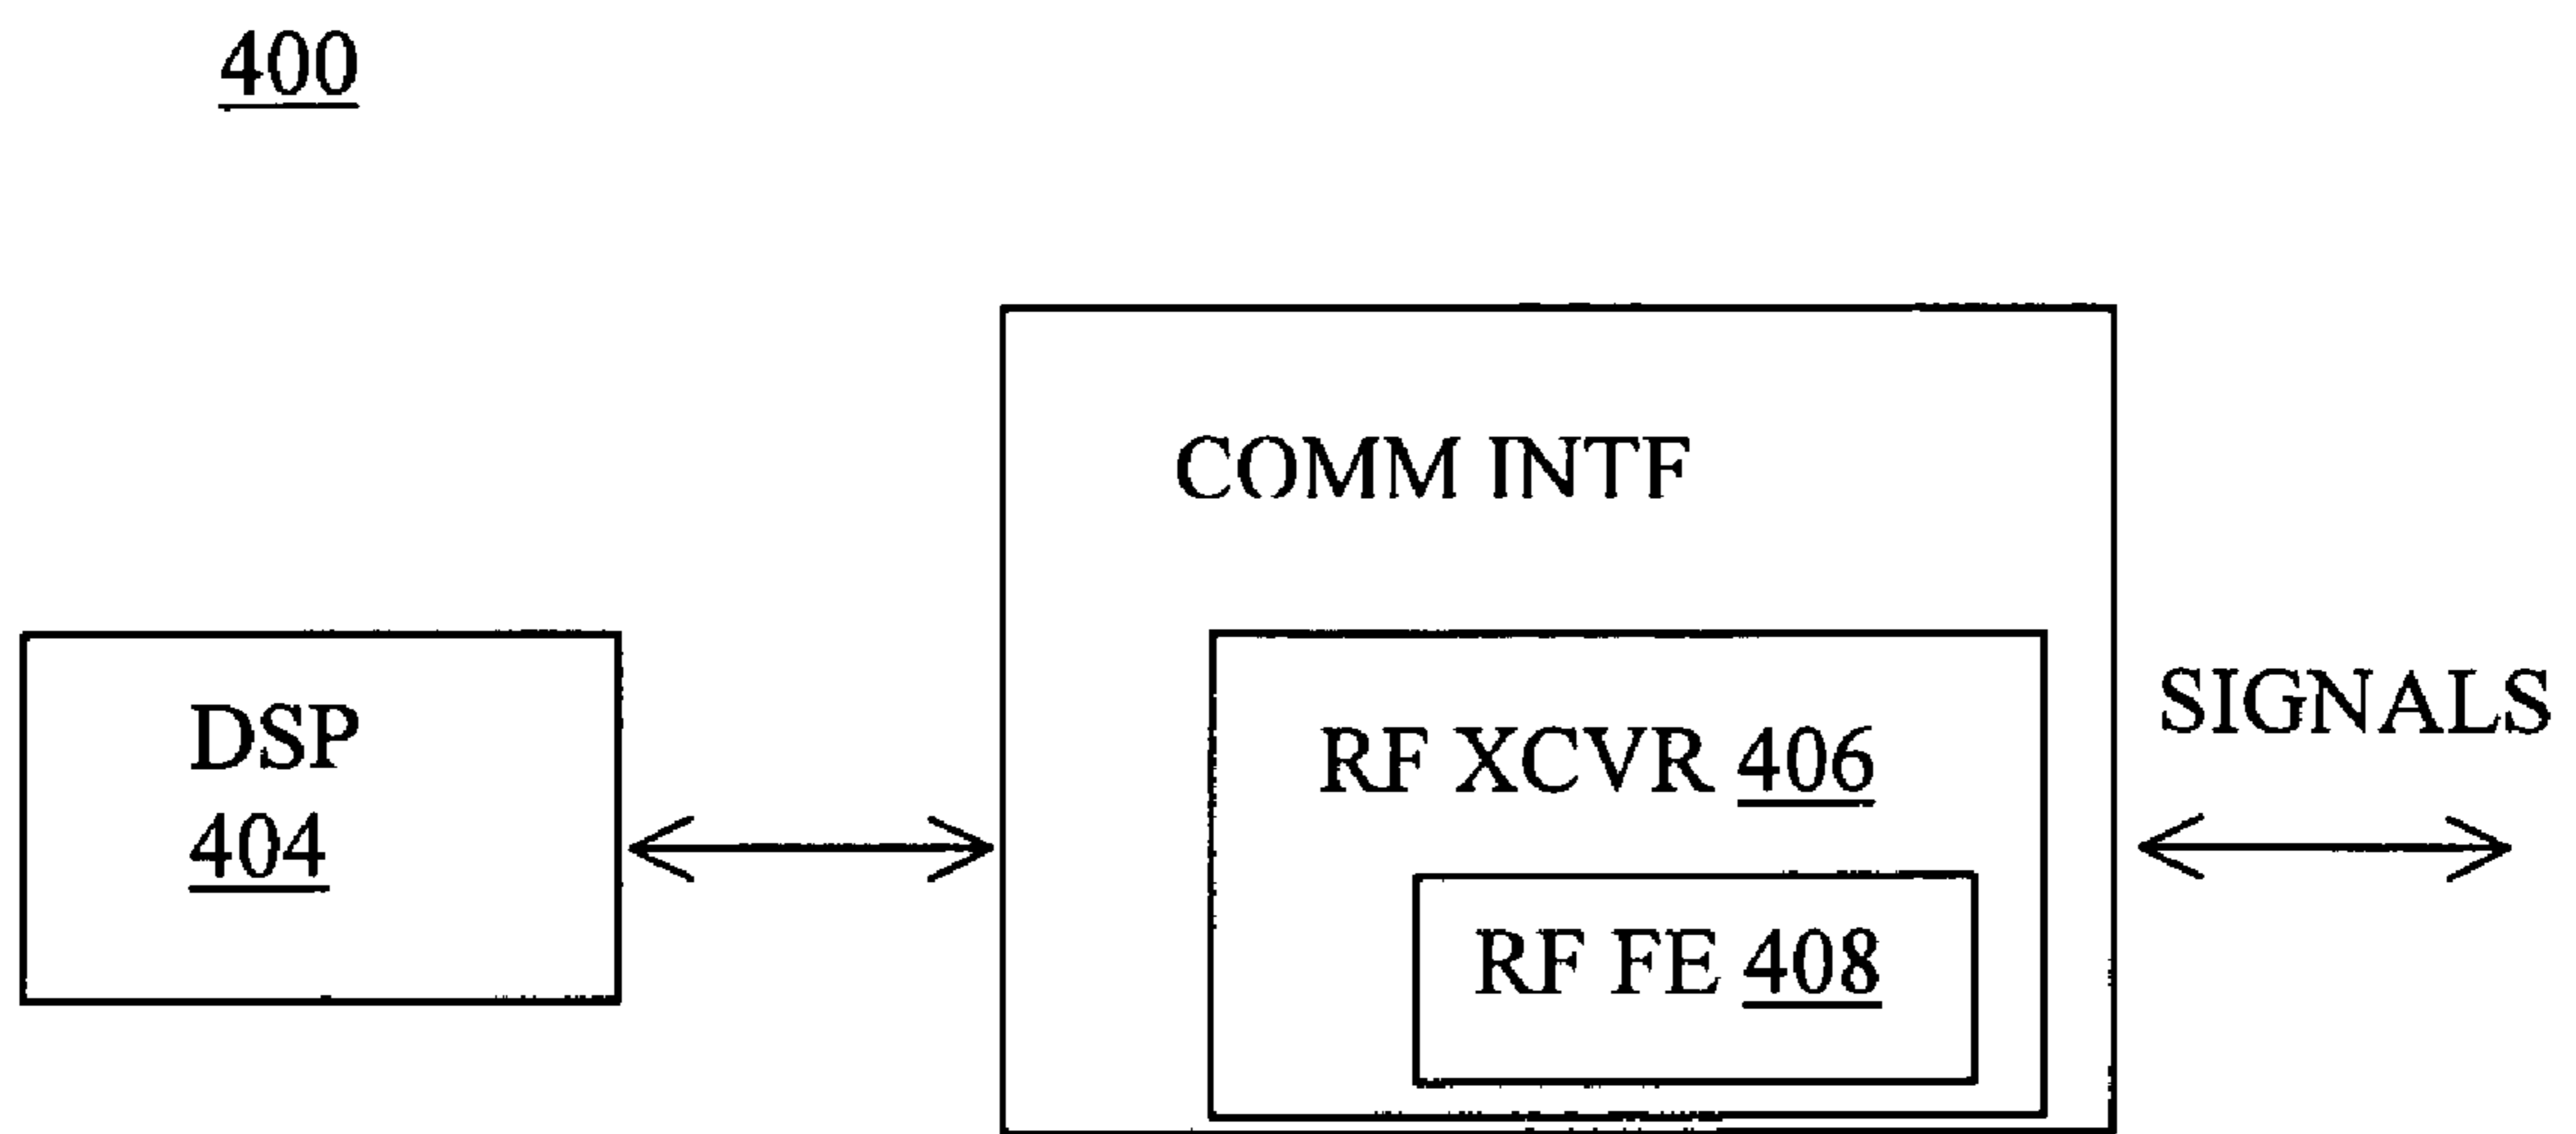 400
COMM INTF
DSP
404
RF XCVR 406
RF FE 408
SIGNALS